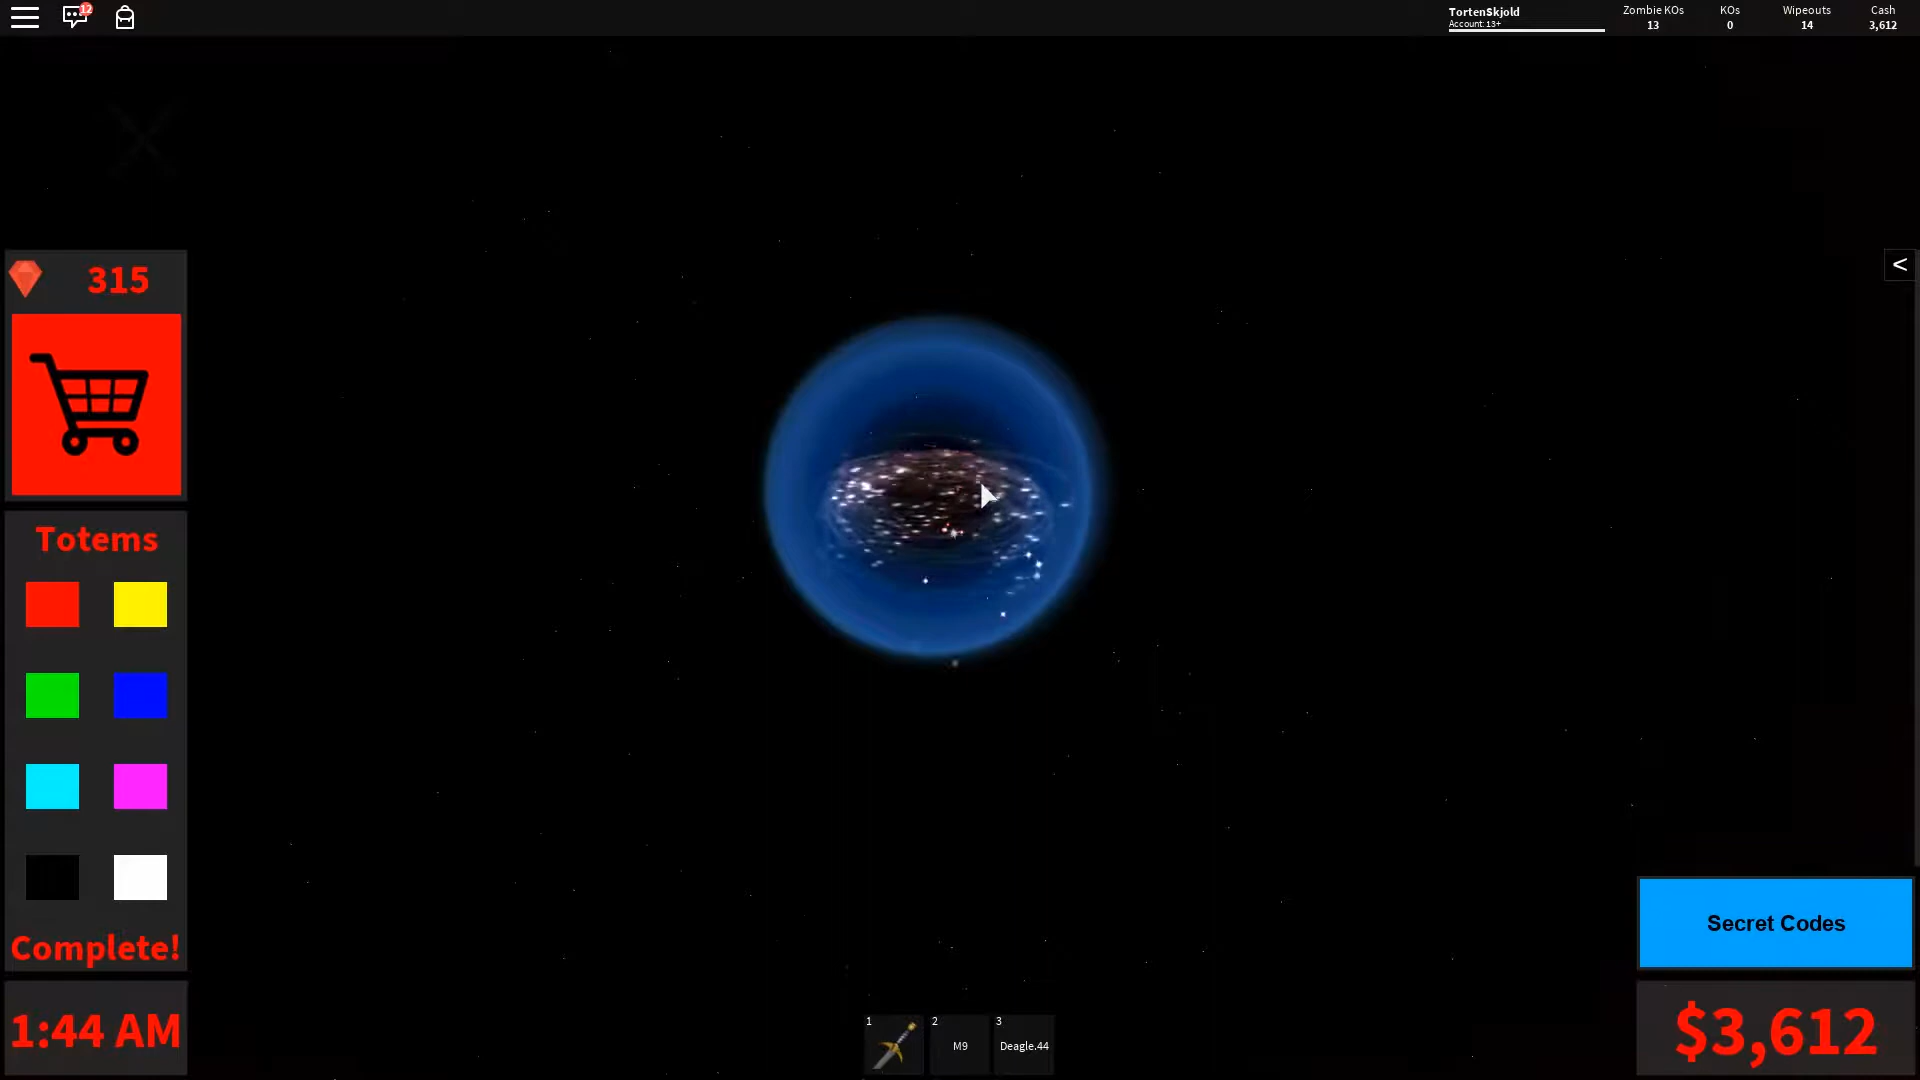 12
TortenSkjold
Account: 13+
Zombie KOs
13
KOs
0
Wipeouts
14
Cash
3,612
315
<
Totems
Complete!
1:44 AM
1
2
M9
3
Deagle.44
Secret Codes
$3,612